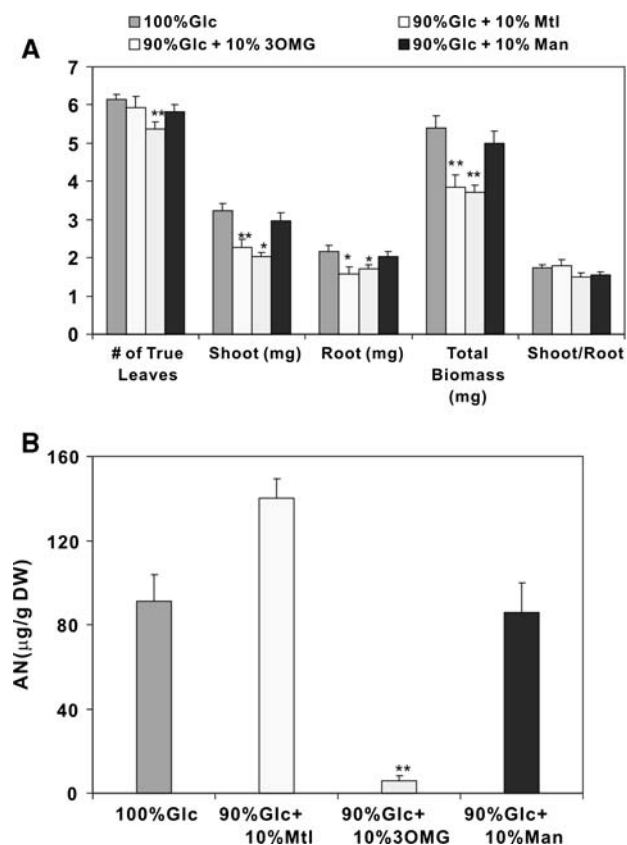 100%Glc
90%Glc + 10% Mtl
90%Glc + 10% 3OMG
90%Glc + 10% Man
A
7
6
5
4
3
2
1
0
**
**
*
*
*
**
**
# of True
Leaves
Shoot (mg)
Root (mg)
Total
Biomass
(mg)
Shoot/Root
B
160
120
80
40
0
AN(µg/g DW)
**
100%Glc
90%Glc+
10%Mtl
90%Glc+
10%3OMG
90%Glc+
10%Man